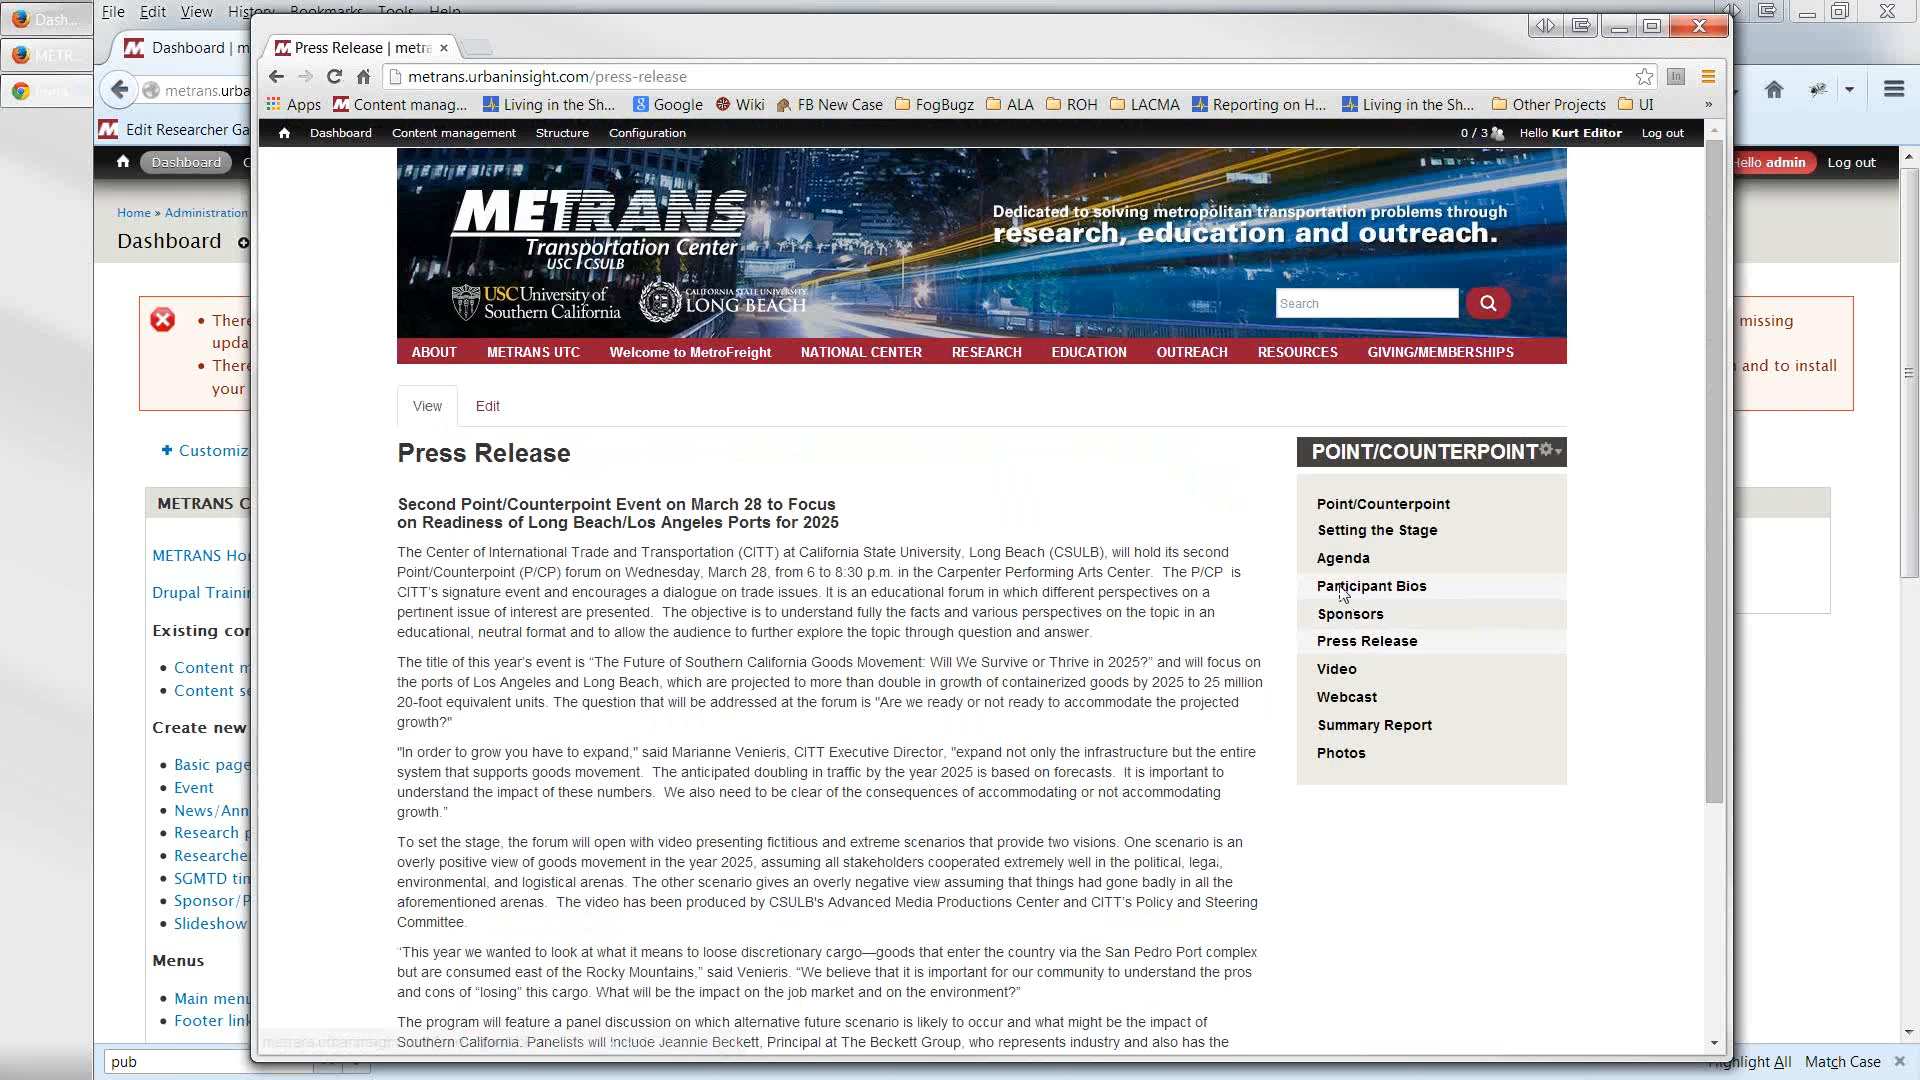 File Edit View History Bookmarks Tools Help
Dash...
METR
Dashboard | m
metrans.urba
Edit Researcher Ga
Dashboard
Hello admin
Log out
Home » Administration
Dashboard
There
upda
There
your
missing
and to install
Customiz
METRANS C
METRANS Ho
Drupal Traini
Existing co
Content m
Content se
Create new
Basic page
Event
News/Ann
Research p
Researche
SGMTD tin
Sponsor/P
Slideshow
Menus
Main menu
Footer link
pub
Highlight All Match Case
Press Release | metra
metrans.urbaninsight.com/press-release
Apps Content manag... Living in the Sh... Google Wiki FB New Case FogBugz ALA ROH LACMA Reporting on H... Living in the Sh... Other Projects UI »
Dashboard Content management Structure Configuration
0 / 3 Hello Kurt Editor Log out
METRANS
Transportation Center
USC | CSULB
USC University of
Southern California
CALIFORNIA STATE UNIVERSITY
LONG BEACH
Dedicated to solving metropolitan transportation problems through
research, education and outreach.
Search
ABOUT METRANS UTC Welcome to MetroFreight NATIONAL CENTER RESEARCH EDUCATION OUTREACH RESOURCES GIVING/MEMBERSHIPS
View Edit
Press Release
Second Point/Counterpoint Event on March 28 to Focus
on Readiness of Long Beach/Los Angeles Ports for 2025
The Center of International Trade and Transportation (CITT) at California State University, Long Beach (CSULB), will hold its second
Point/Counterpoint (P/CP) forum on Wednesday, March 28, from 6 to 8:30 p.m. in the Carpenter Performing Arts Center. The P/CP is
CITT's signature event and encourages a dialogue on trade issues. It is an educational forum in which different perspectives on a
pertinent issue of interest are presented. The objective is to understand fully the facts and various perspectives on the topic in an
educational, neutral format and to allow the audience to further explore the topic through question and answer.
The title of this year's event is “The Future of Southern California Goods Movement: Will We Survive or Thrive in 2025?” and will focus on
the ports of Los Angeles and Long Beach, which are projected to more than double in growth of containerized goods by 2025 to 25 million
20-foot equivalent units. The question that will be addressed at the forum is "Are we ready or not ready to accommodate the projected
growth?"
"In order to grow you have to expand," said Marianne Venieris, CITT Executive Director, "expand not only the infrastructure but the entire
system that supports goods movement. The anticipated doubling in traffic by the year 2025 is based on forecasts. It is important to
understand the impact of these numbers. We also need to be clear of the consequences of accommodating or not accommodating
growth.”
To set the stage, the forum will open with video presenting fictitious and extreme scenarios that provide two visions. One scenario is an
overly positive view of goods movement in the year 2025, assuming all stakeholders cooperated extremely well in the political, legal,
environmental, and logistical arenas. The other scenario gives an overly negative view assuming that things had gone badly in all the
aforementioned arenas. The video has been produced by CSULB's Advanced Media Productions Center and CITT's Policy and Steering
Committee.
“This year we wanted to look at what it means to loose discretionary cargo—goods that enter the country via the San Pedro Port complex
but are consumed east of the Rocky Mountains,” said Venieris. “We believe that it is important for our community to understand the pros
and cons of “losing” this cargo. What will be the impact on the job market and on the environment?”
The program will feature a panel discussion on which alternative future scenario is likely to occur and what might be the impact of
Southern California. Panelists will include Jeannie Beckett, Principal at The Beckett Group, who represents industry and also has the
POINT/COUNTERPOINT
Point/Counterpoint
Setting the Stage
Agenda
Participant Bios
Sponsors
Press Release
Video
Webcast
Summary Report
Photos